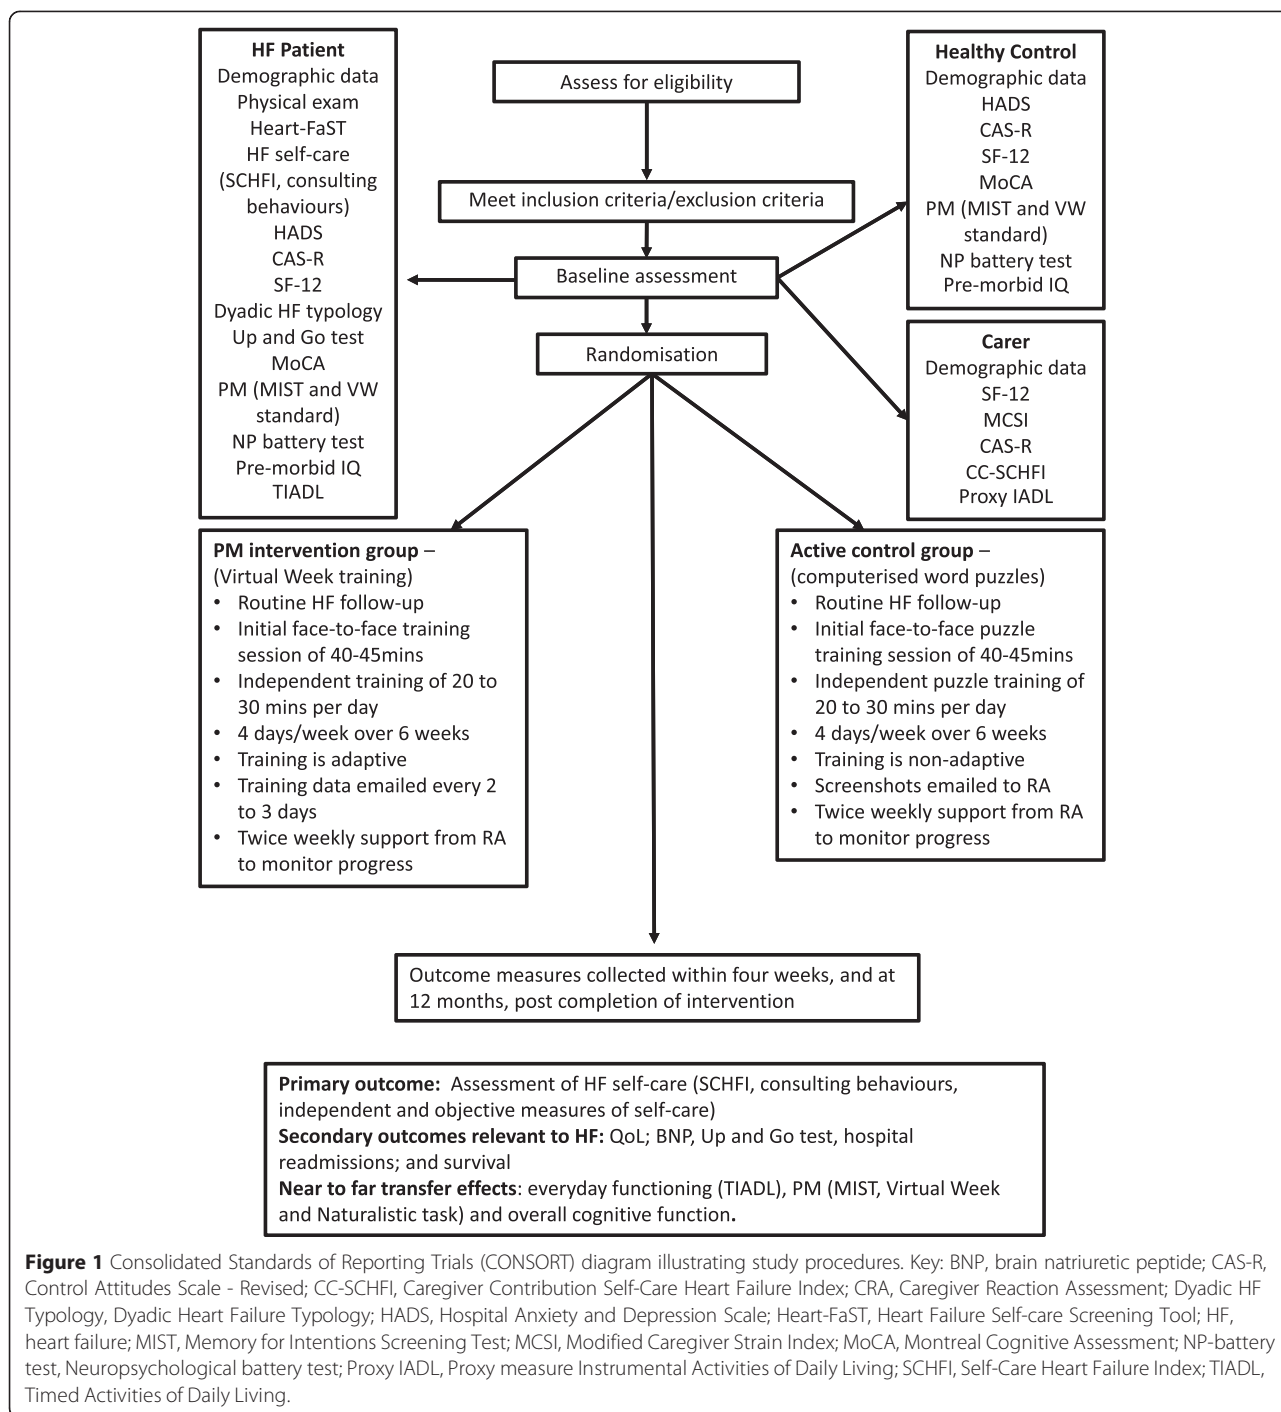 HF Patient
Demographic data
Physical exam
Heart-FaST
HF self-care
(SCHFI, consulting
behaviours)
HADS
CAS-R
SF-12
Dyadic HF typology
Up and Go test
MoCA
PM (MIST and VW
standard)
NP battery test
Pre-morbid IQ
TIADL
Assess for eligibility
Meet inclusion criteria/exclusion criteria
Baseline assessment
Randomisation
Healthy Control
Demographic data
HADS
CAS-R
SF-12
MoCA
PM (MIST and VW
standard)
NP battery test
Pre-morbid IQ
Carer
Demographic data
SF-12
MCSI
CAS-R
CC-SCHFI
Proxy IADL
PM intervention group –
(Virtual Week training)
• Routine HF follow-up
• Initial face-to-face training
session of 40-45mins
• Independent training of 20 to
30 mins per day
• 4 days/week over 6 weeks
• Training is adaptive
• Training data emailed every 2
to 3 days
• Twice weekly support from RA
to monitor progress
Active control group –
(computerised word puzzles)
• Routine HF follow-up
• Initial face-to-face puzzle
training session of 40-45mins
• Independent puzzle training of
20 to 30 mins per day
• 4 days/week over 6 weeks
• Training is non-adaptive
• Screenshots emailed to RA
• Twice weekly support from RA
to monitor progress
Outcome measures collected within four weeks, and at
12 months, post completion of intervention
Primary outcome: Assessment of HF self-care (SCHFI, consulting behaviours,
independent and objective measures of self-care)
Secondary outcomes relevant to HF: QoL; BNP, Up and Go test, hospital
readmissions; and survival
Near to far transfer effects: everyday functioning (TIADL), PM (MIST, Virtual Week
and Naturalistic task) and overall cognitive function.
Figure 1 Consolidated Standards of Reporting Trials (CONSORT) diagram illustrating study procedures. Key: BNP, brain natriuretic peptide; CAS-R,
Control Attitudes Scale - Revised; CC-SCHFI, Caregiver Contribution Self-Care Heart Failure Index; CRA, Caregiver Reaction Assessment; Dyadic HF
Typology, Dyadic Heart Failure Typology; HADS, Hospital Anxiety and Depression Scale; Heart-FaST, Heart Failure Self-care Screening Tool; HF,
heart failure; MIST, Memory for Intentions Screening Test; MCSI, Modified Caregiver Strain Index; MoCA, Montreal Cognitive Assessment; NP-battery
test, Neuropsychological battery test; Proxy IADL, Proxy measure Instrumental Activities of Daily Living; SCHFI, Self-Care Heart Failure Index; TIADL,
Timed Activities of Daily Living.